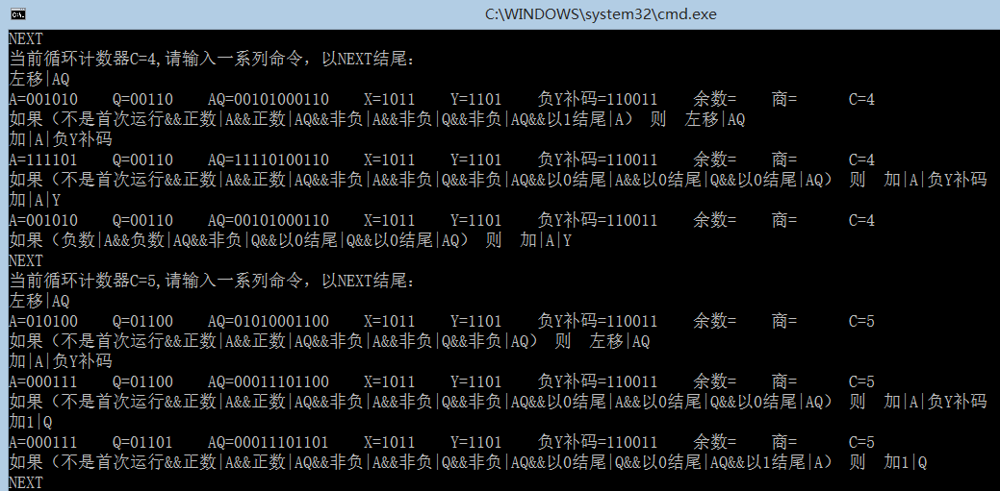 C:\WINDOWS\system32\cmd.exe
NEXT
当前循环计数器C=4,请输入一系列命令，以NEXT结尾：
左移|AQ
A=001010 Q=00110 AQ=00101000110 X=1011 Y=1101 负Y补码=110011 余数= 商= C=4
如果（不是首次运行&&正数|A&&正数|AQ&&非负|A&&非负|Q&&非负|AQ&&以1结尾|A） 则 左移|AQ
加|A|负Y补码
A=111101 Q=00110 AQ=11110100110 X=1011 Y=1101 负Y补码=110011 余数= 商= C=4
如果（不是首次运行&&正数|A&&正数|AQ&&非负|A&&非负|Q&&非负|AQ&&以0结尾|A&&以0结尾|Q&&以0结尾|AQ） 则 加|A|负Y补码
加|A|Y
A=001010 Q=00110 AQ=00101000110 X=1011 Y=1101 负Y补码=110011 余数= 商= C=4
如果（负数|A&&负数|AQ&&非负|Q&&以0结尾|Q&&以0结尾|AQ） 则 加|A|Y
NEXT
当前循环计数器C=5,请输入一系列命令，以NEXT结尾：
左移|AQ
A=010100 Q=01100 AQ=01010001100 X=1011 Y=1101 负Y补码=110011 余数= 商= C=5
如果（不是首次运行&&正数|A&&正数|AQ&&非负|A&&非负|Q&&非负|AQ） 则 左移|AQ
加|A|负Y补码
A=000111 Q=01100 AQ=00011101100 X=1011 Y=1101 负Y补码=110011 余数= 商= C=5
如果（不是首次运行&&正数|A&&正数|AQ&&非负|A&&非负|Q&&非负|AQ&&以0结尾|A&&以0结尾|Q&&以0结尾|AQ） 则 加|A|负Y补码
加1|Q
A=000111 Q=01101 AQ=00011101101 X=1011 Y=1101 负Y补码=110011 余数= 商= C=5
如果（不是首次运行&&正数|A&&正数|AQ&&非负|A&&非负|Q&&非负|AQ&&以0结尾|Q&&以0结尾|AQ&&以1结尾|A） 则 加1|Q
NEXT